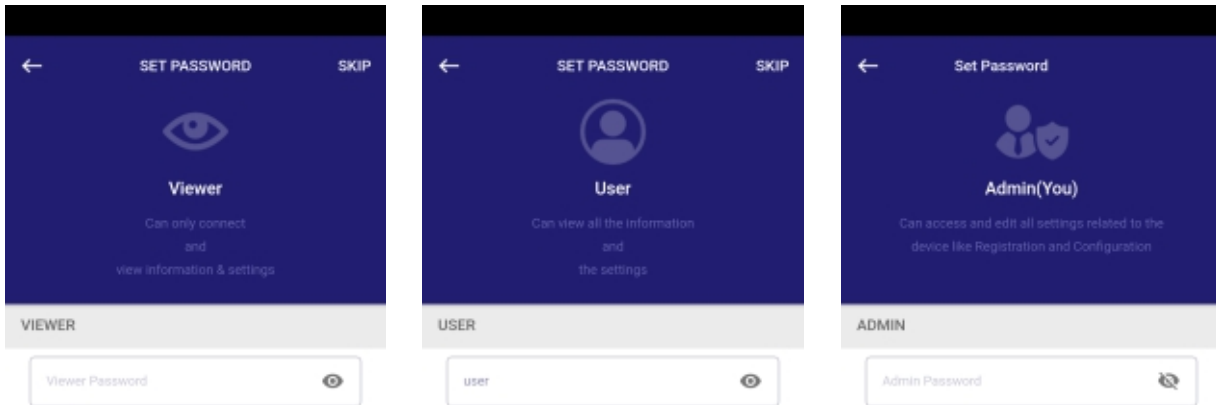 SET PASSWORD SKIP
Viewer
Can only connect
and
view information & settings
VIEWER
Viewer Password
SET PASSWORD SKIP
User
Can view all the information
and
the settings
USER
user
Set Password
Admin(You)
Can access and edit all settings related to the
device like Registration and Configuration
ADMIN
Admin Password